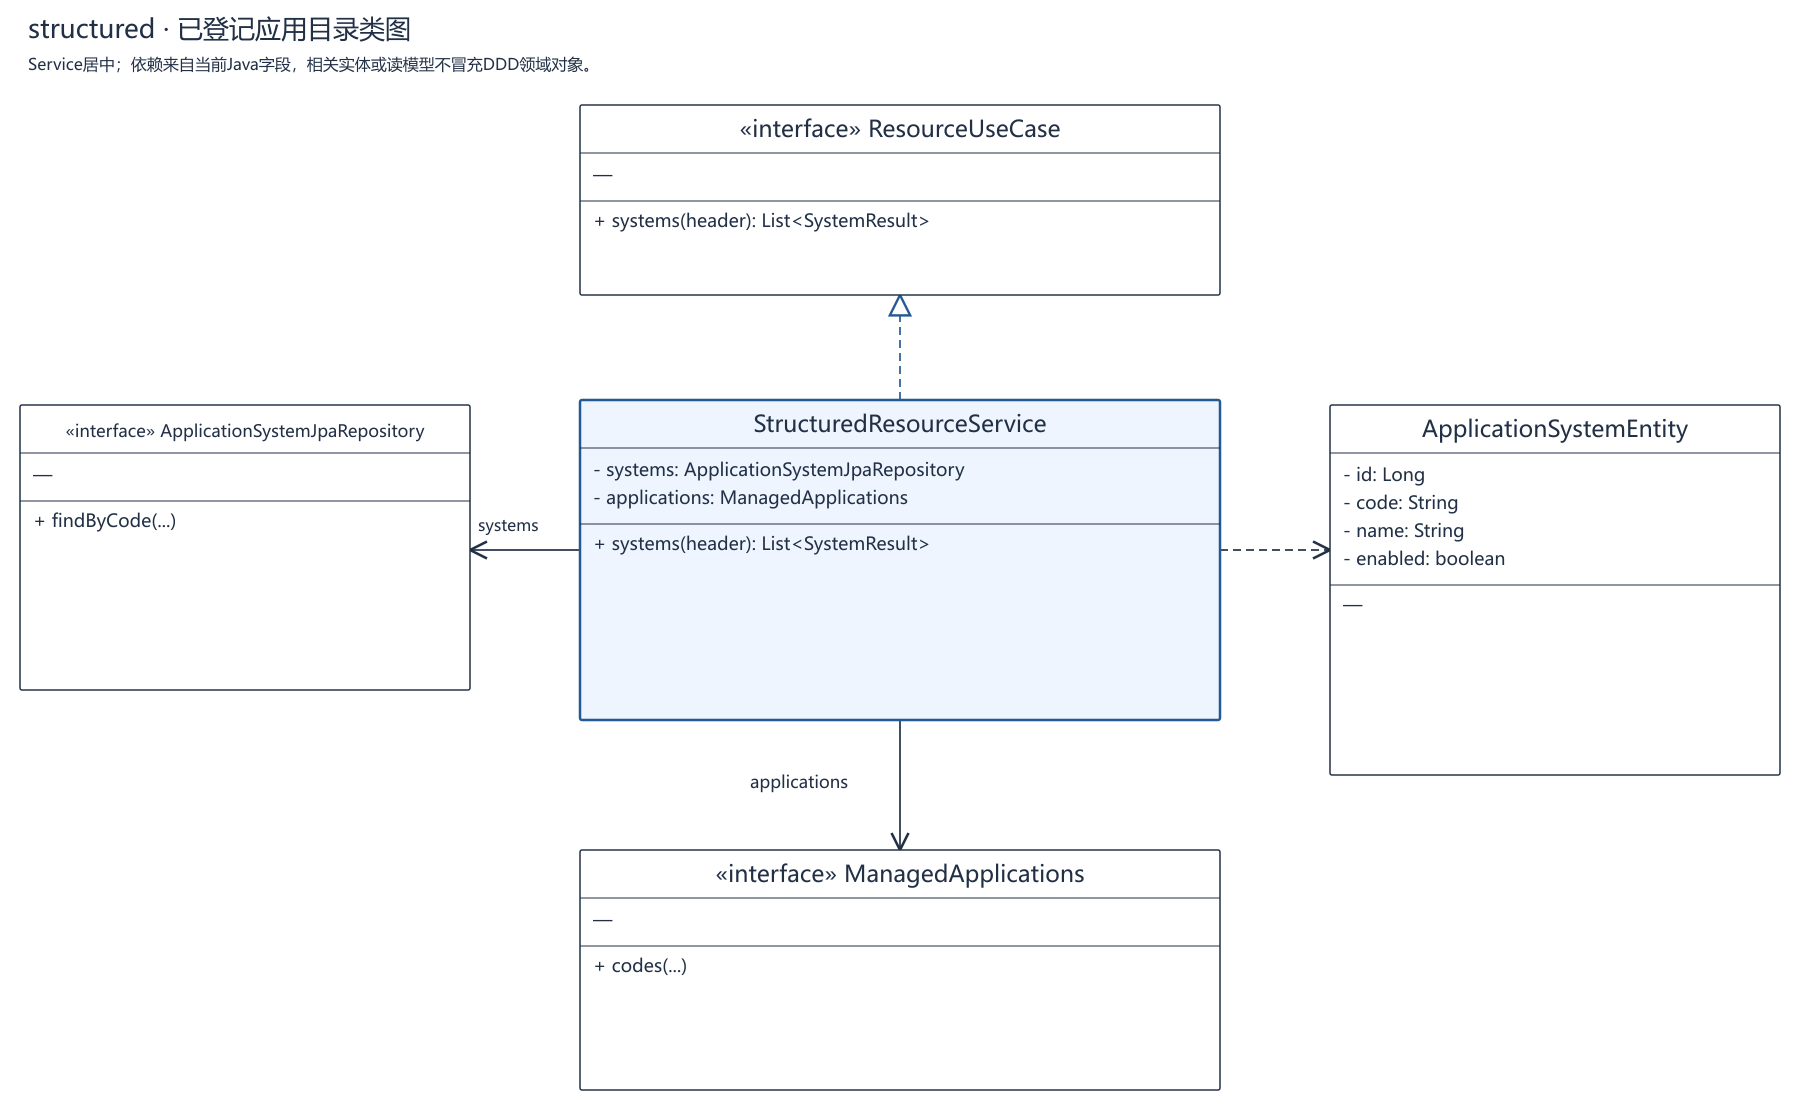 structured · 已登记应用目录类图
Service居中；依赖来自当前Java字段，相关实体或读模型不冒充DDD领域对象。
«interface» ResourceUseCase
—
+ systems(header): List<SystemResult>
«interface» ApplicationSystemJpaRepository
—
+ findByCode(...)
systems
StructuredResourceService
- systems: ApplicationSystemJpaRepository
- applications: ManagedApplications
+ systems(header): List<SystemResult>
ApplicationSystemEntity
- id: Long
- code: String
- name: String
- enabled: boolean
—
applications
«interface» ManagedApplications
—
+ codes(...)